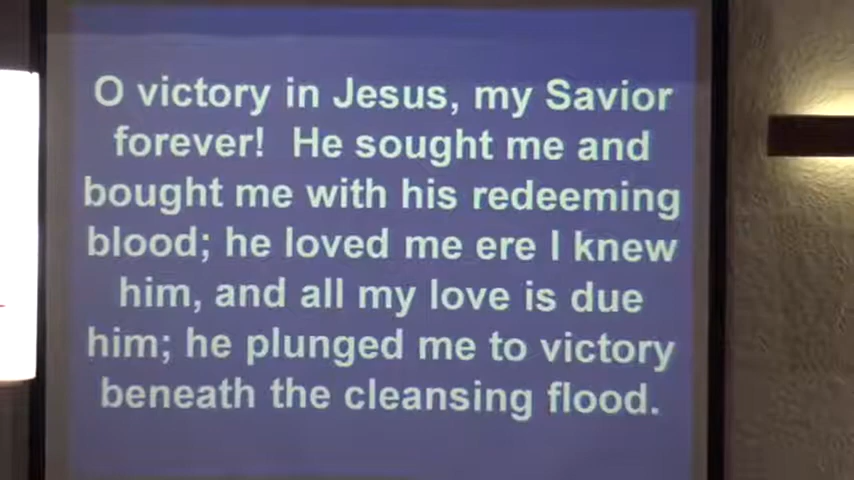 O victory in Jesus, my Savior
forever! He sought me and
bought me with his redeeming
blood; he loved me ere I knew
him, and all my love is due
him; he plunged me to victory
beneath the cleansing flood.